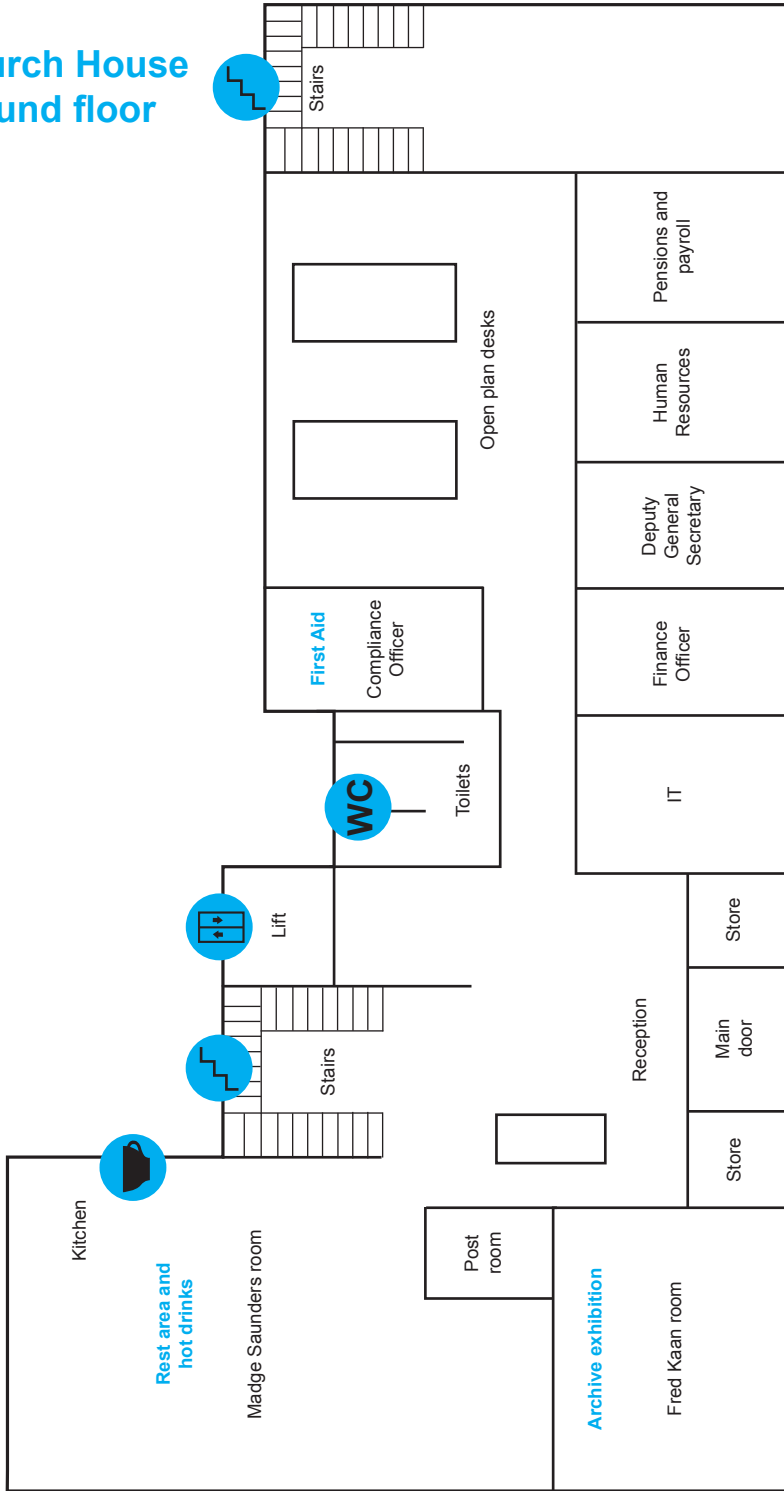 urch House
und floor
Kitchen
Rest area and
hot drinks
Madge Saunders room
Stairs
Lift
WC
Toilets
First Aid
Compliance
Officer
Open plan desks
Stairs
Post
room
Archive exhibition
Fred Kaan room
Reception
Store
Main
door
Store
IT
Finance
Officer
Deputy
General
Secretary
Human
Resources
Pensions and
payroll